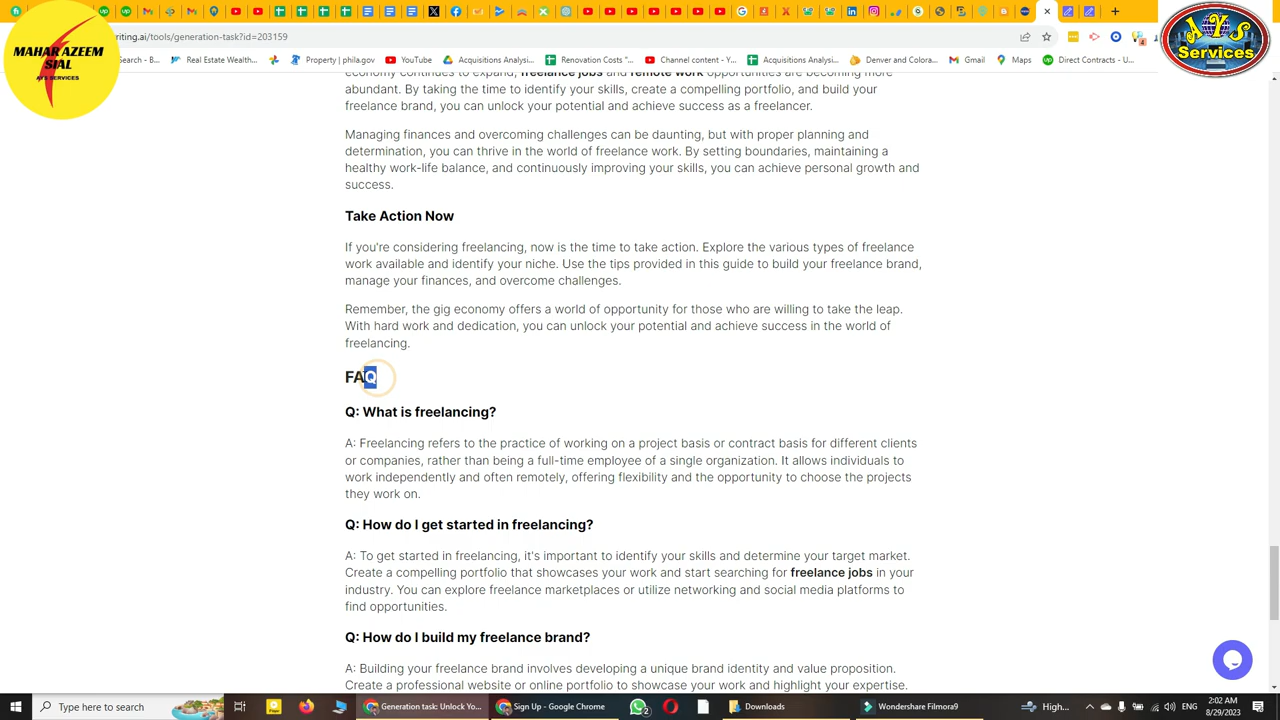 MAHAR AZEEM
SIAL
AYS SERVICES
AYS
Services
riting.ai/tools/generation-task?id=203159
Search - B...
Real Estate Wealth...
Property | phila.gov
YouTube
Acquisitions Analysi...
Renovation Costs "...
Channel content - Y...
Acquisitions Analysi...
Denver and Colora...
Gmail
Maps
Direct Contracts - U...
economy continues to expand, freelance jobs and remote work opportunities are becoming more
abundant. By taking the time to identify your skills, create a compelling portfolio, and build your
freelance brand, you can unlock your potential and achieve success as a freelancer.
Managing finances and overcoming challenges can be daunting, but with proper planning and
determination, you can thrive in the world of freelance work. By setting boundaries, maintaining a
healthy work-life balance, and continuously improving your skills, you can achieve personal growth and
success.
Take Action Now
If you're considering freelancing, now is the time to take action. Explore the various types of freelance
work available and identify your niche. Use the tips provided in this guide to build your freelance brand,
manage your finances, and overcome challenges.
Remember, the gig economy offers a world of opportunity for those who are willing to take the leap.
With hard work and dedication, you can unlock your potential and achieve success in the world of
freelancing.
FAQ
Q: What is freelancing?
A: Freelancing refers to the practice of working on a project basis or contract basis for different clients
or companies, rather than being a full-time employee of a single organization. It allows individuals to
work independently and often remotely, offering flexibility and the opportunity to choose the projects
they work on.
Q: How do I get started in freelancing?
A: To get started in freelancing, it's important to identify your skills and determine your target market.
Create a compelling portfolio that showcases your work and start searching for freelance jobs in your
industry. You can explore freelance marketplaces or utilize networking and social media platforms to
find opportunities.
Q: How do I build my freelance brand?
A: Building your freelance brand involves developing a unique brand identity and value proposition.
Create a professional website or online portfolio to showcase your work and highlight your expertise.
Type here to search
Generation task: Unlock Yo...
Sign Up - Google Chrome
2
Downloads
Wondershare Filmora9
High...
ENG
2:02 AM
8/29/2023